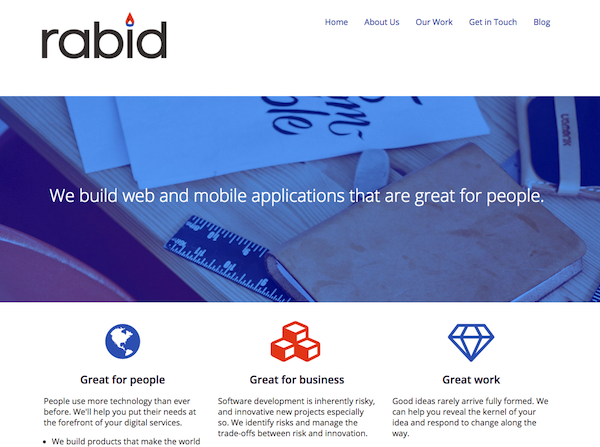 rabid
Home About Us Our Work Get in Touch Blog
We build web and mobile applications that are great for people.
Great for people
People use more technology than ever
before. We'll help you put their needs at
the forefront of your digital services.
We build products that make the world
Great for business
Software development is inherently risky,
and innovative new projects especially
so. We identify risks and manage the
trade-offs between risk and innovation.
Great work
Good ideas rarely arrive fully formed. We
can help you reveal the kernel of your
idea and respond to change along the
way.